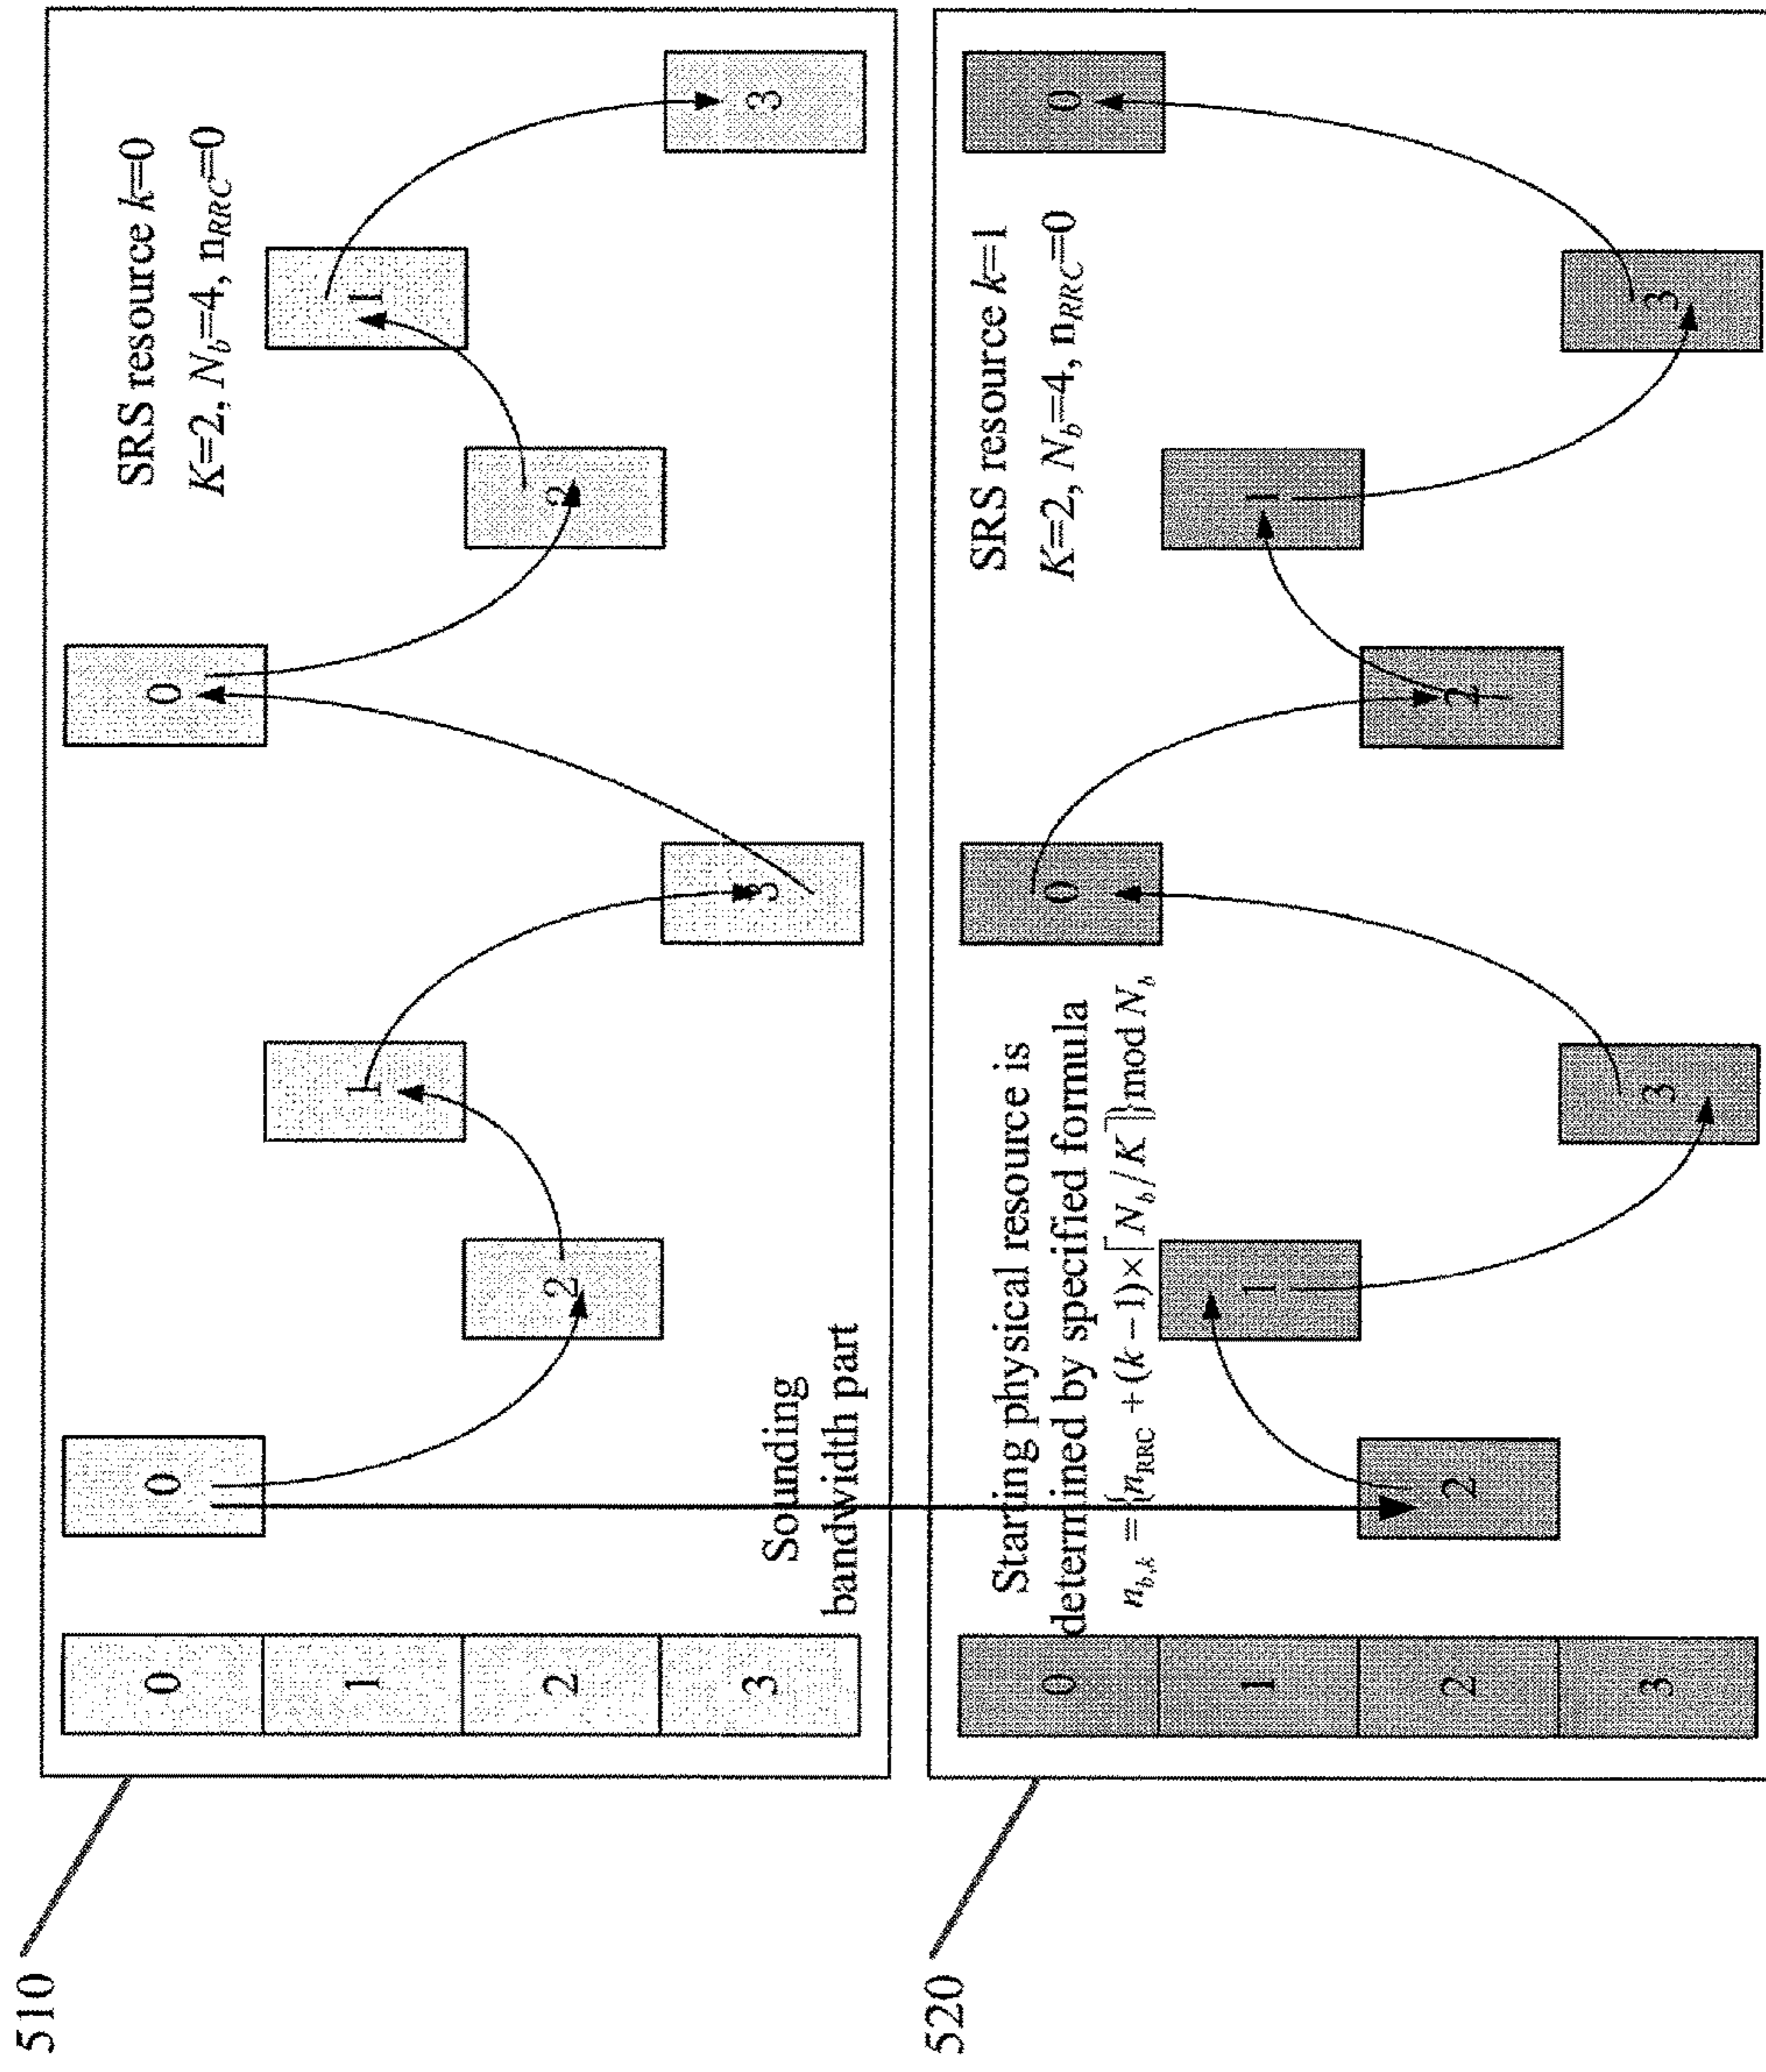 510
SRS resource k=0
K=2, N_b=4, n_RRC=0
0 0 0
1 1 1
2 2 2
3 3 3
Sounding
bandwidth part
520
SRS resource k=1
K=2, N_b=4, n_RRC=0
Starting physical resource is
determined by specified formula
n_{b,k} = {n_RRC + (k − 1) × ⌈N_b / K⌉} mod N_b
0 0 0
1 1 1
2 2 2
3 3 3